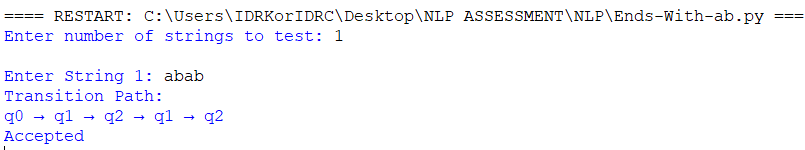 ==== RESTART: C:\Users\IDRKorIDRC\Desktop\NLP ASSESSMENT\NLP\Ends-With-ab.py ===
Enter number of strings to test: 1
Enter String 1: abab
Transition Path:
q0 → q1 → q2 → q1 → q2
Accepted